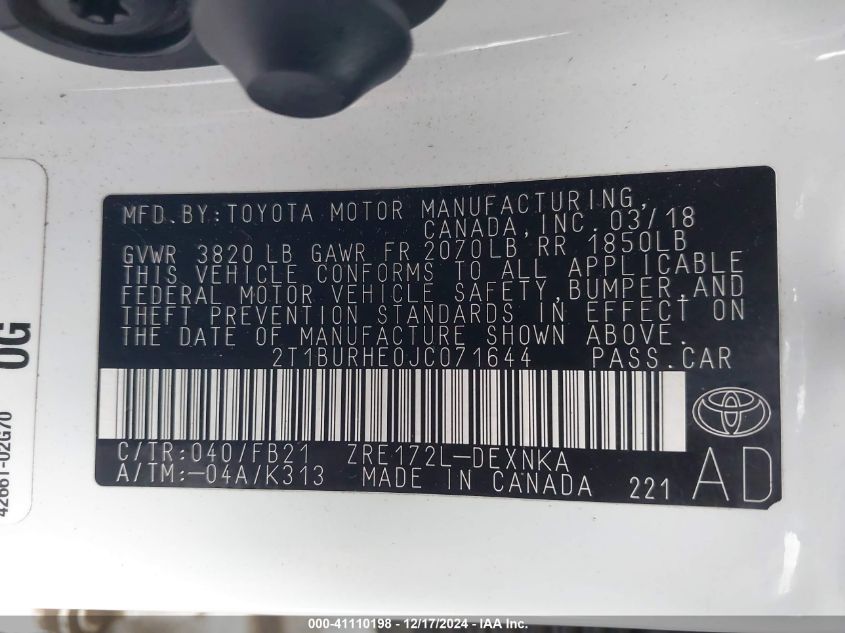 MFD.BY:TOYOTA MOTOR MANUFACTURING,
CANADA,INC. 03/18
GVWR 3820 LB GAWR FR 2070LB RR 1850LB
THIS VEHICLE CONFORMS TO ALL APPLICABLE
FEDERAL MOTOR VEHICLE SAFETY, BUMPER, AND
THEFT PREVENTION STANDARDS IN EFFECT ON
THE DATE OF MANUFACTURE SHOWN ABOVE.
2T1BURHE0JC071644 PASS.CAR
C/TR:040/FB21 ZRE172L-DEXNKA
A/TM:-04A/K313 MADE IN CANADA 221 AD
42661-02G70
0G
000-41110198 - 12/17/2024 - IAA Inc.